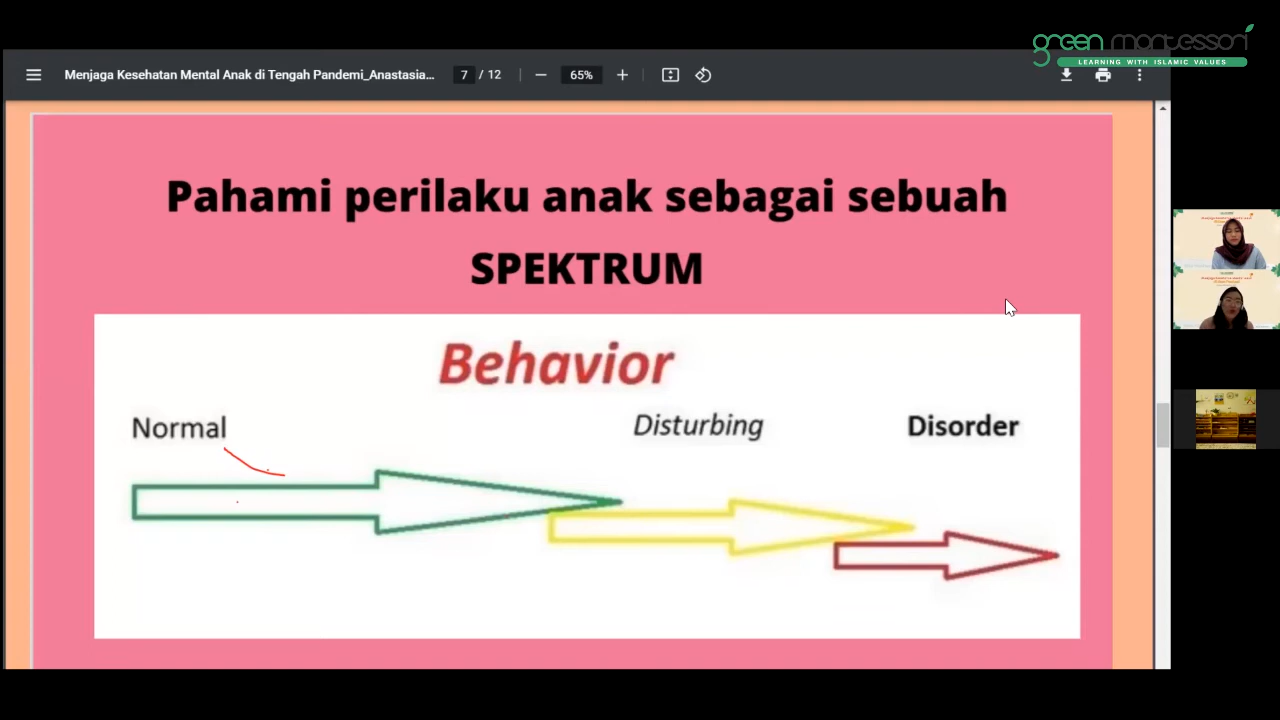 green montessori
LEARNING WITH ISLAMIC VALUES
Menjaga Kesehatan Mental Anak di Tengah Pandemi_Anastasia...
7 / 12
65%
Pahami perilaku anak sebagai sebuah
SPEKTRUM
Behavior
Normal
Disturbing
Disorder